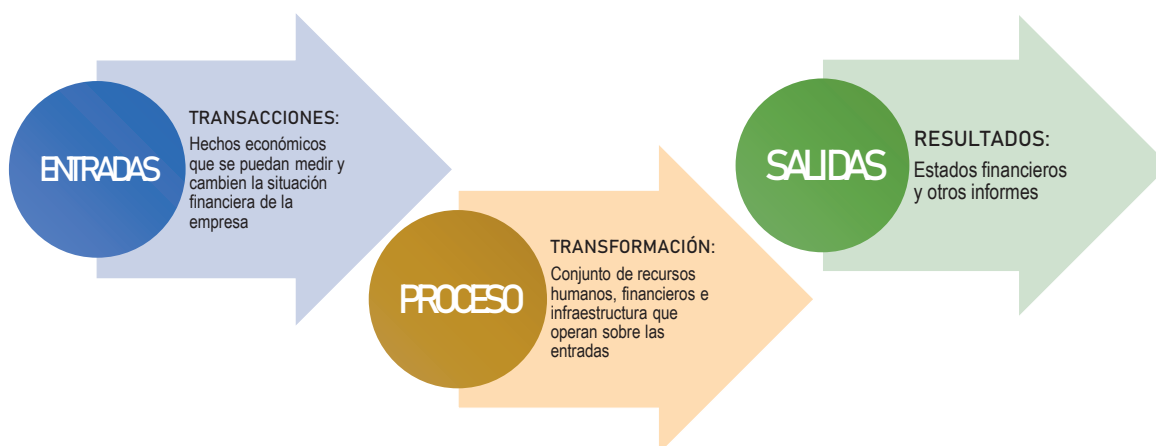 ENTRADAS
TRANSACCIONES:
Hechos económicos
que se puedan medir y
cambien la situación
financiera de la
empresa
PROCESO
TRANSFORMACIÓN:
Conjunto de recursos
humanos, financieros e
infraestructura que
operan sobre las
entradas
SALIDAS
RESULTADOS:
Estados financieros
y otros informes